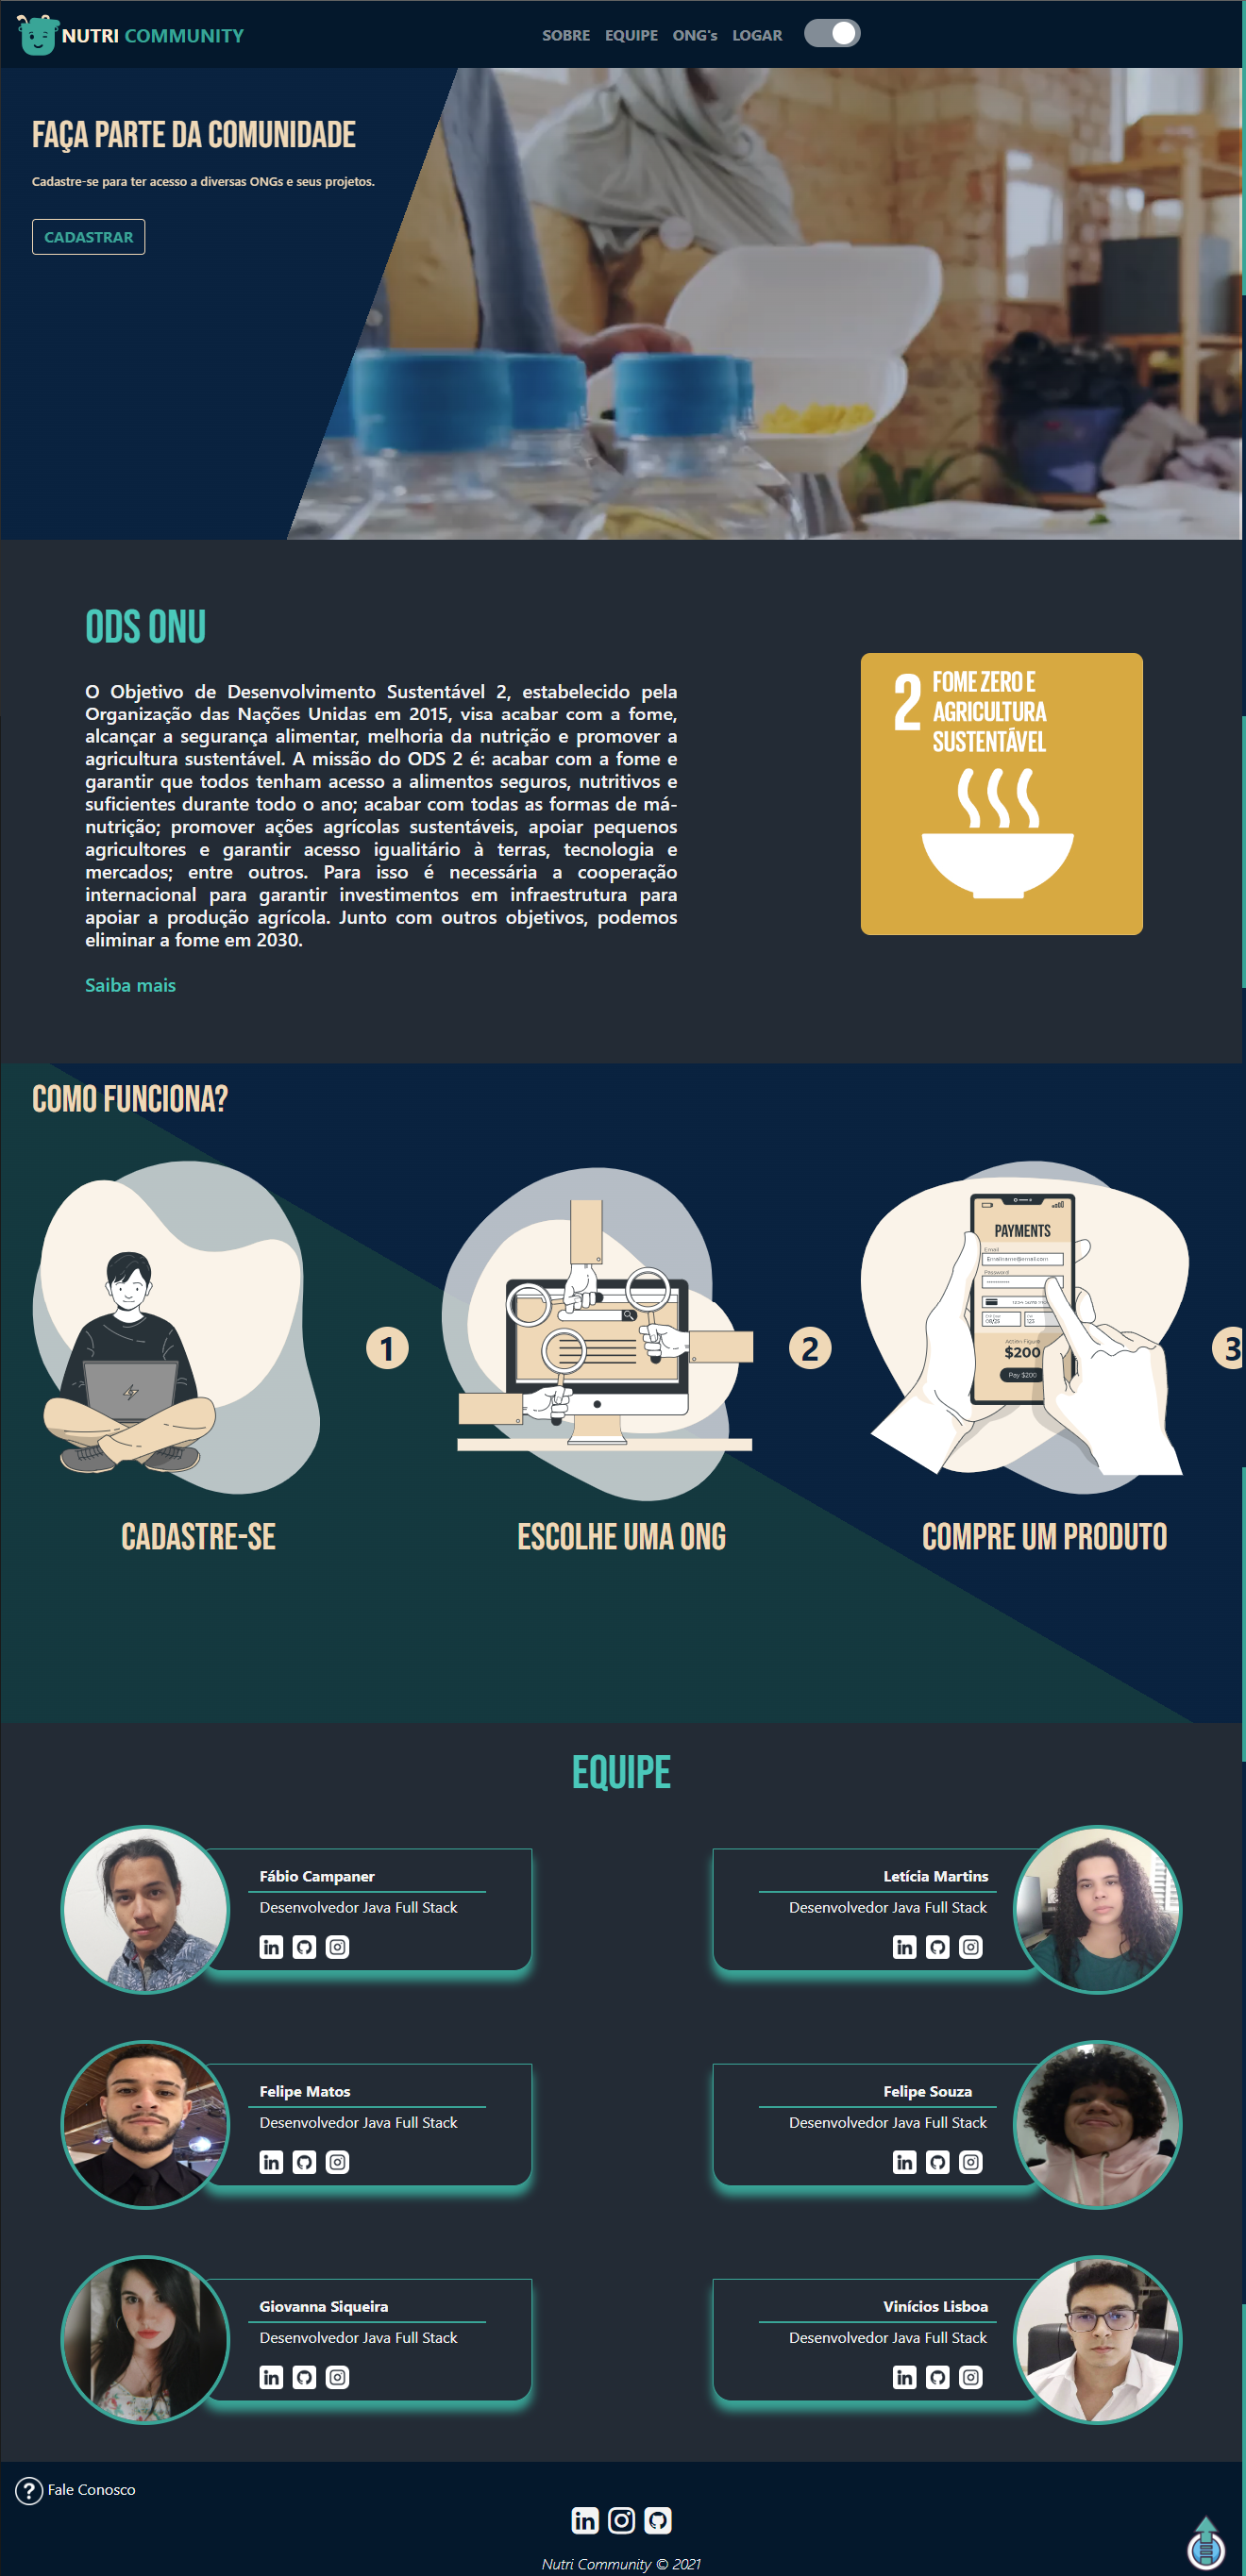 NUTRI COMMUNITY
SOBRE EQUIPE ONG's LOGAR
FAÇA PARTE DA COMUNIDADE
Cadastre-se para ter acesso a diversas ONGs e seus projetos.
CADASTRAR
ODS ONU
O Objetivo de Desenvolvimento Sustentável 2, estabelecido pela
Organização das Nações Unidas em 2015, visa acabar com a fome,
alcançar a segurança alimentar, melhoria da nutrição e promover a
agricultura sustentável. A missão do ODS 2 é: acabar com a fome e
garantir que todos tenham acesso a alimentos seguros, nutritivos e
suficientes durante todo o ano; acabar com todas as formas de má-
nutrição; promover ações agrícolas sustentáveis, apoiar pequenos
agricultores e garantir acesso igualitário à terras, tecnologia e
mercados; entre outros. Para isso é necessária a cooperação
internacional para garantir investimentos em infraestrutura para
apoiar a produção agrícola. Junto com outros objetivos, podemos
eliminar a fome em 2030.
Saiba mais
2 FOME ZERO E
AGRICULTURA
SUSTENTÁVEL
COMO FUNCIONA?
PAYMENTS
Email
Password
$200
Pay $200
1
2
3
CADASTRE-SE
ESCOLHE UMA ONG
COMPRE UM PRODUTO
EQUIPE
Fábio Campaner
Desenvolvedor Java Full Stack
Letícia Martins
Desenvolvedor Java Full Stack
Felipe Matos
Desenvolvedor Java Full Stack
Felipe Souza
Desenvolvedor Java Full Stack
Giovanna Siqueira
Desenvolvedor Java Full Stack
Vinícios Lisboa
Desenvolvedor Java Full Stack
? Fale Conosco
Nutri Community © 2021